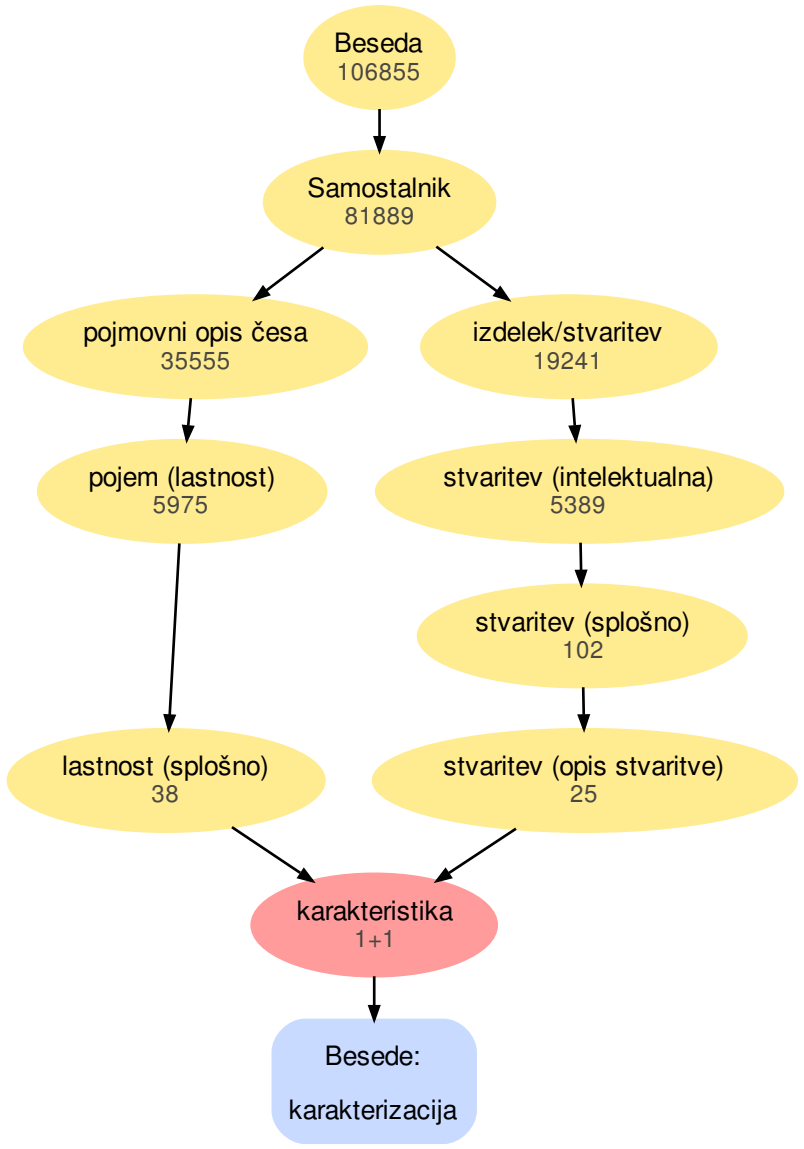 Beseda
106855
Samostalnik
81889
pojmovni opis česa
35555
izdelek/stvaritev
19241
pojem (lastnost)
5975
stvaritev (intelektualna)
5389
stvaritev (splošno)
102
lastnost (splošno)
38
stvaritev (opis stvaritve)
25
karakteristika
1+1
Besede:
karakterizacija